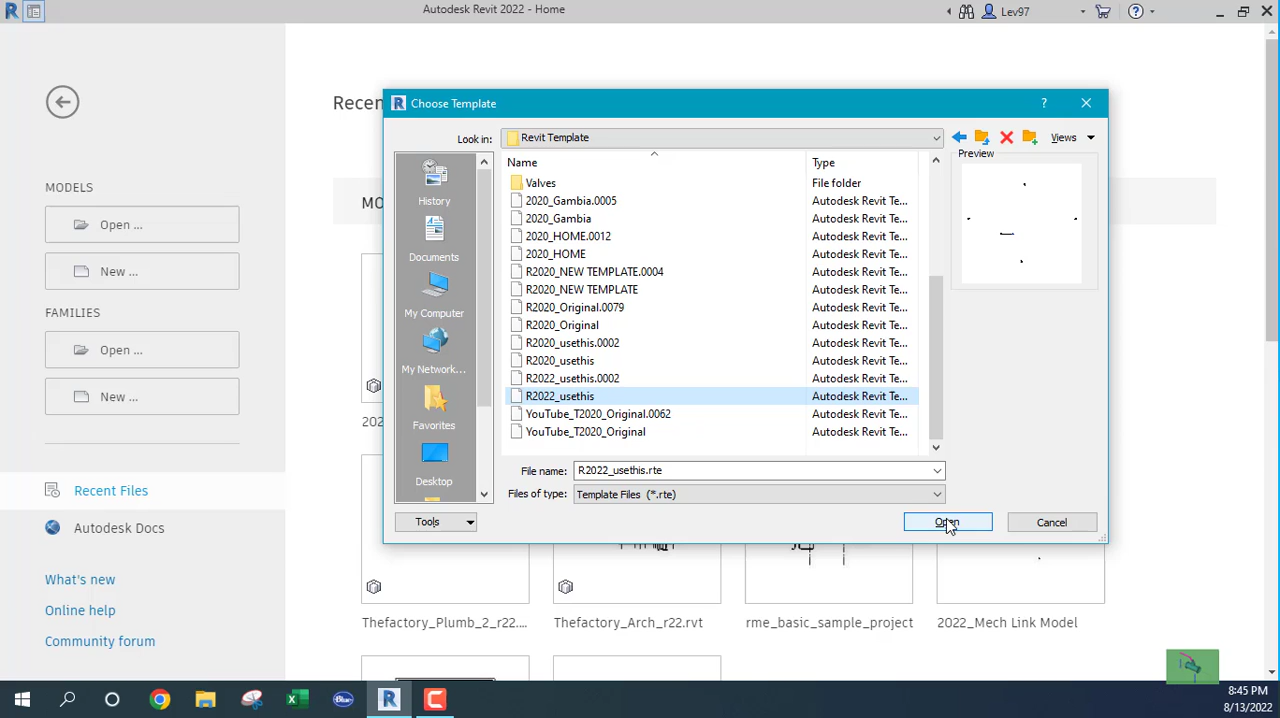 Autodesk Revit 2022 - Home
Lev97
Recen
Choose Template
Look in:
Revit Template
Views
Name
Type
Preview
Valves
File folder
2020_Gambia.0005
Autodesk Revit Te...
2020_Gambia
Autodesk Revit Te...
2020_HOME.0012
Autodesk Revit Te...
2020_HOME
Autodesk Revit Te...
R2020_NEW TEMPLATE.0004
Autodesk Revit Te...
R2020_NEW TEMPLATE
Autodesk Revit Te...
R2020_Original.0079
Autodesk Revit Te...
R2020_Original
Autodesk Revit Te...
R2020_usethis.0002
Autodesk Revit Te...
R2020_usethis
Autodesk Revit Te...
R2022_usethis.0002
Autodesk Revit Te...
R2022_usethis
Autodesk Revit Te...
YouTube_T2020_Original.0062
Autodesk Revit Te...
YouTube_T2020_Original
Autodesk Revit Te...
History
Documents
My Computer
My Network...
Favorites
Desktop
File name:
R2022_usethis.rte
Files of type:
Template Files (*.rte)
Tools
Open
Cancel
MODELS
Open ...
New ...
FAMILIES
Open ...
New ...
Recent Files
Autodesk Docs
What's new
Online help
Community forum
MO
202
Thefactory_Plumb_2_r22....
Thefactory_Arch_r22.rvt
rme_basic_sample_project
2022_Mech Link Model
Blue
8:45 PM
8/13/2022